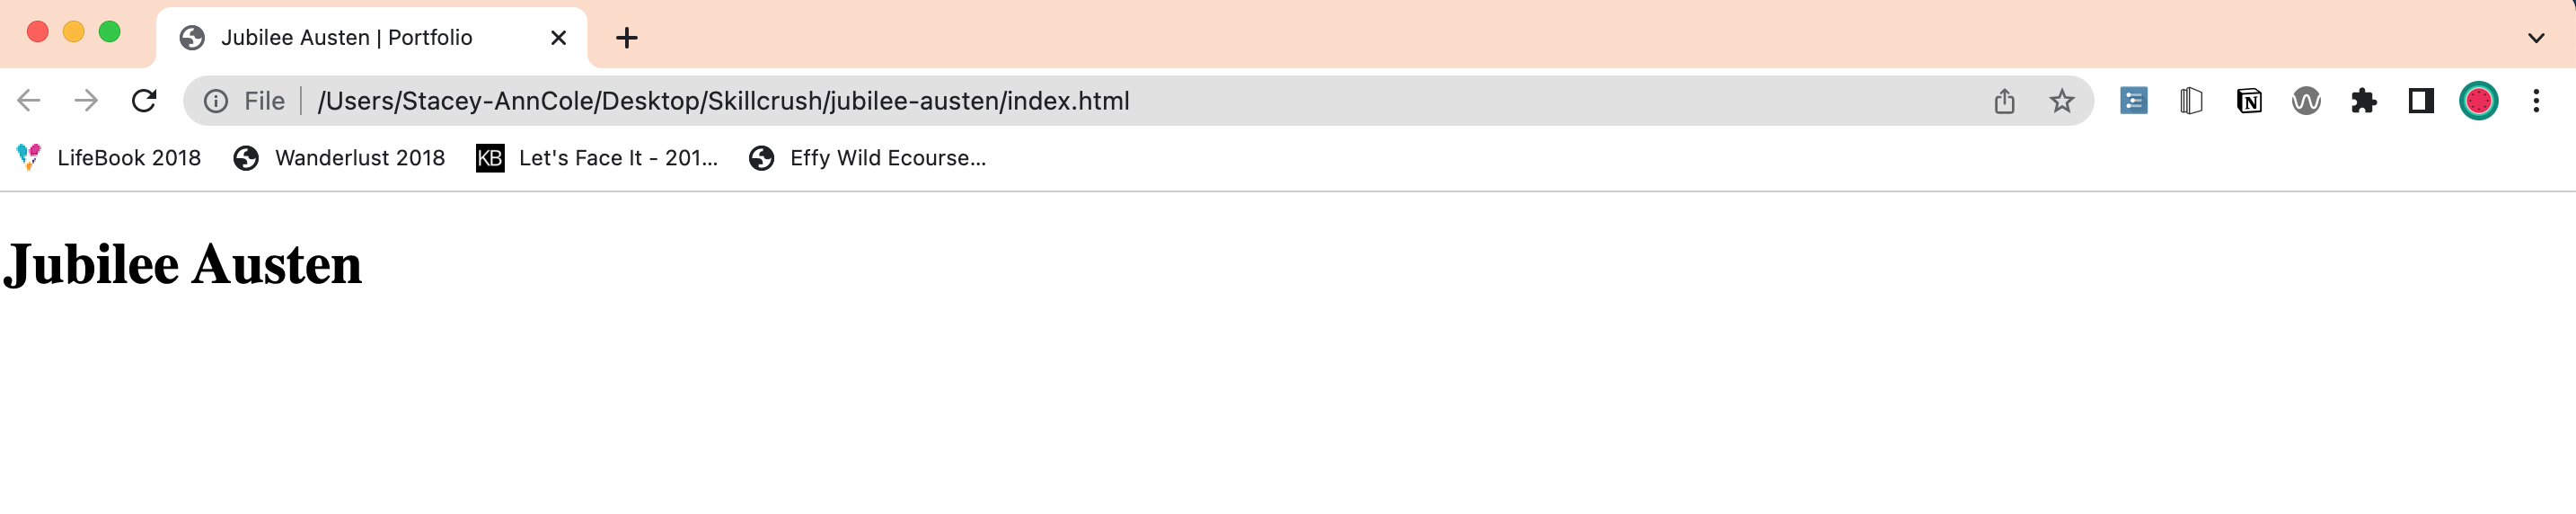 Jubilee Austen | Portfolio
File /Users/Stacey-AnnCole/Desktop/Skillcrush/jubilee-austen/index.html
LifeBook 2018 Wanderlust 2018 KB Let's Face It - 201... Effy Wild Ecourse...
Jubilee Austen